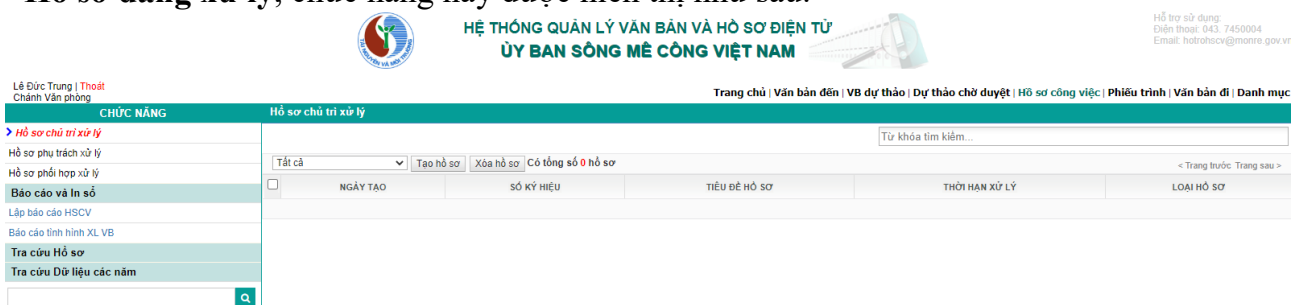 Hồ sơ đang xử lý, chức năng này được hiển thị như sau:
HỆ THỐNG QUẢN LÝ VĂN BẢN VÀ HỒ SƠ ĐIỆN TỬ
ỦY BAN SÔNG MÊ CÔNG VIỆT NAM
Hỗ trợ sử dụng:
Điện thoại: 043. 7450004
Email: hotrohscv@monre.gov.vn
Lê Đức Trung | Thoát
Chánh Văn phòng
Trang chủ | Văn bản đến | VB dự thảo | Dự thảo chờ duyệt | Hồ sơ công việc | Phiếu trình | Văn bản đi | Danh mục
CHỨC NĂNG
Hồ sơ chủ trì xử lý
Hồ sơ chủ trì xử lý
Hồ sơ phụ trách xử lý
Hồ sơ phối hợp xử lý
Báo cáo và In sổ
Lập báo cáo HSCV
Báo cáo tình hình XL VB
Tra cứu Hồ sơ
Tra cứu Dữ liệu các năm
Từ khóa tìm kiếm...
Tất cả Tạo hồ sơ Xóa hồ sơ Có tổng số 0 hồ sơ
< Trang trước Trang sau >
NGÀY TẠO SỐ KÝ HIỆU TIÊU ĐỀ HỒ SƠ THỜI HẠN XỬ LÝ LOẠI HỒ SƠ